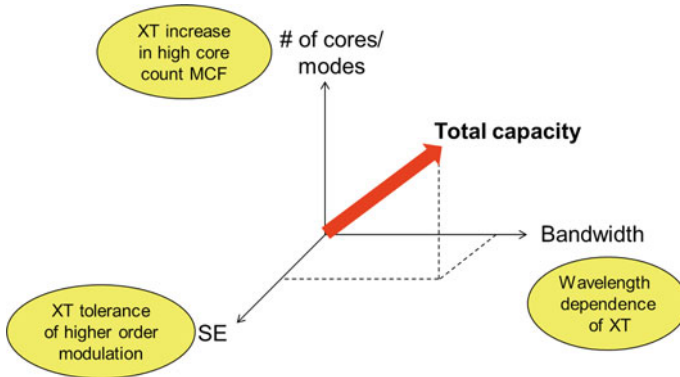 XT increase
in high core
count MCF
# of cores/
modes
Total capacity
Bandwidth
Wavelength
dependence
of XT
XT tolerance
of higher order
modulation
SE